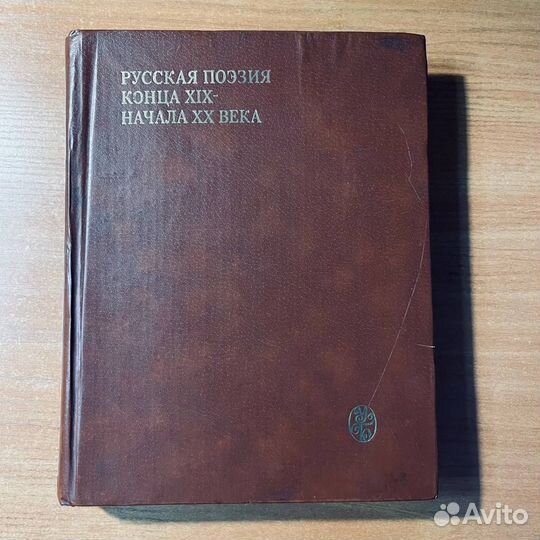 РУССКАЯ ПОЭЗИЯ
КОНЦА XIX-
НАЧАЛА XX ВЕКА
Avito